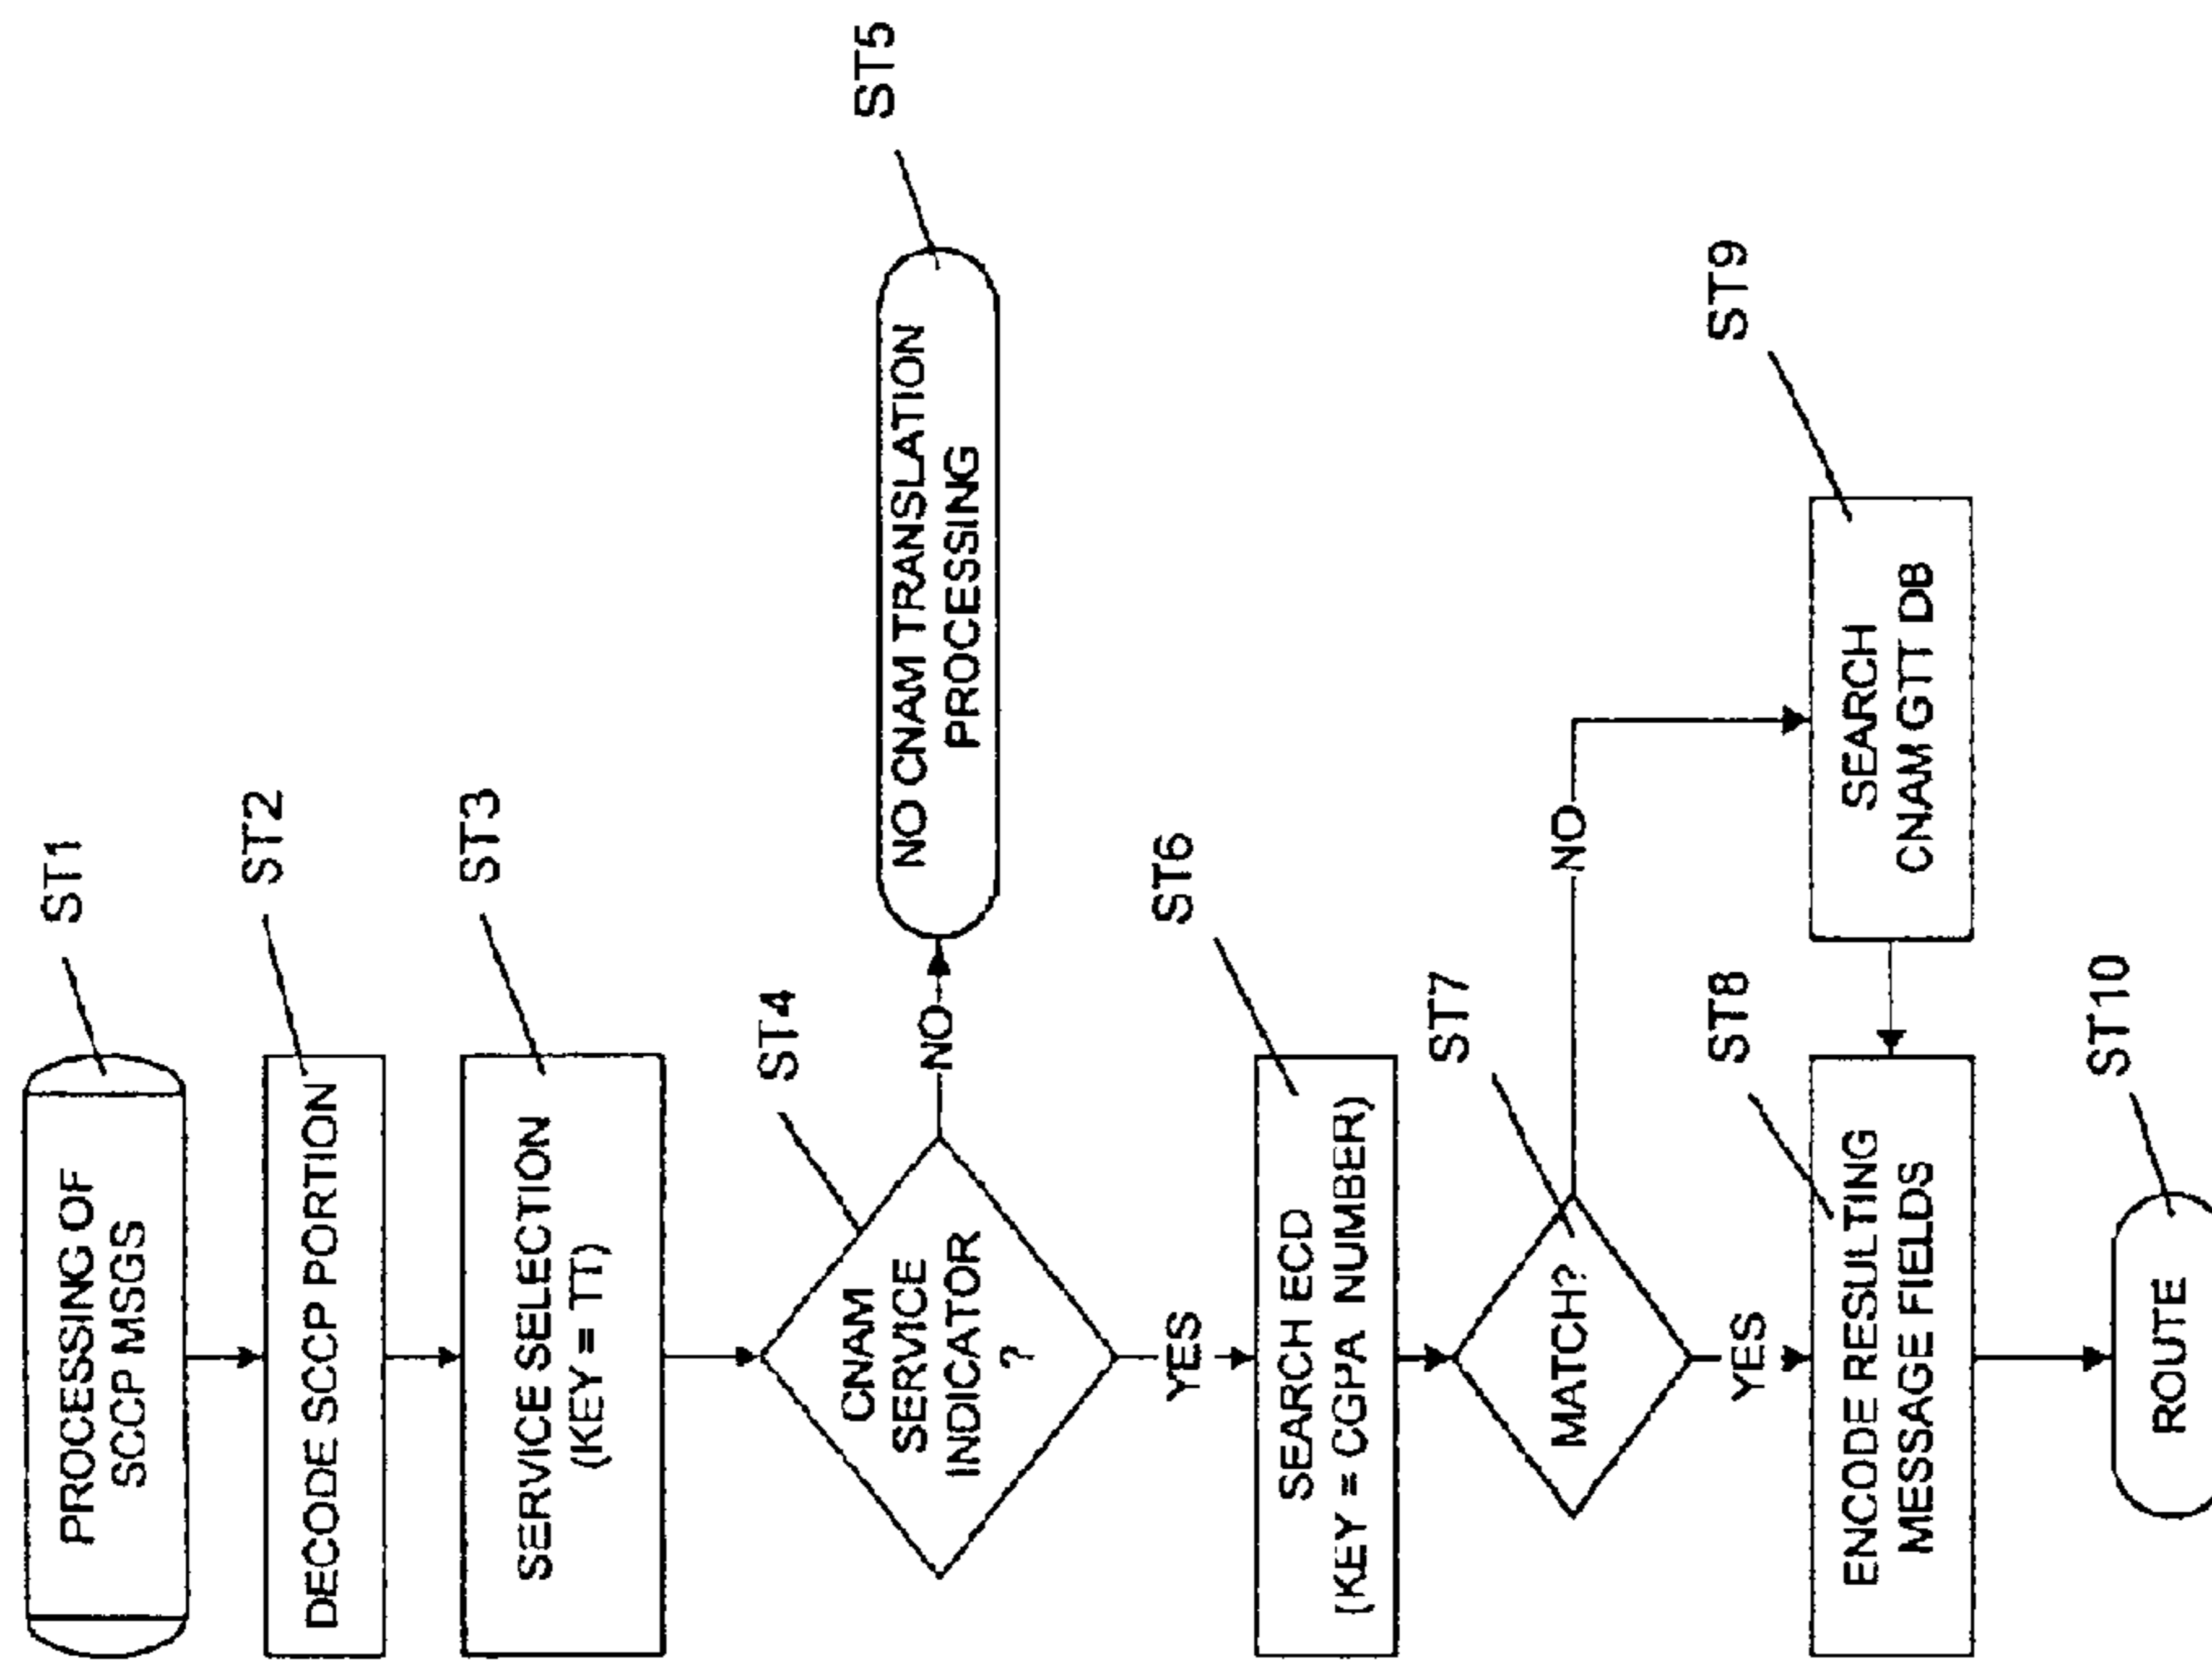 PROCESSING OF
SCCP MSGS
ST1
DECODE SCCP PORTION
ST2
SERVICE SELECTION
(KEY = TT)
ST3
CNAM
SERVICE
INDICATOR
?
ST4
NO
NO CNAM TRANSLATION
PROCESSING
ST5
YES
SEARCH ECD
(KEY = CGPA NUMBER)
ST6
MATCH?
ST7
NO
YES
ENCODE RESULTING
MESSAGE FIELDS
ST8
SEARCH
CNAM GTT DB
ST9
ROUTE
ST10